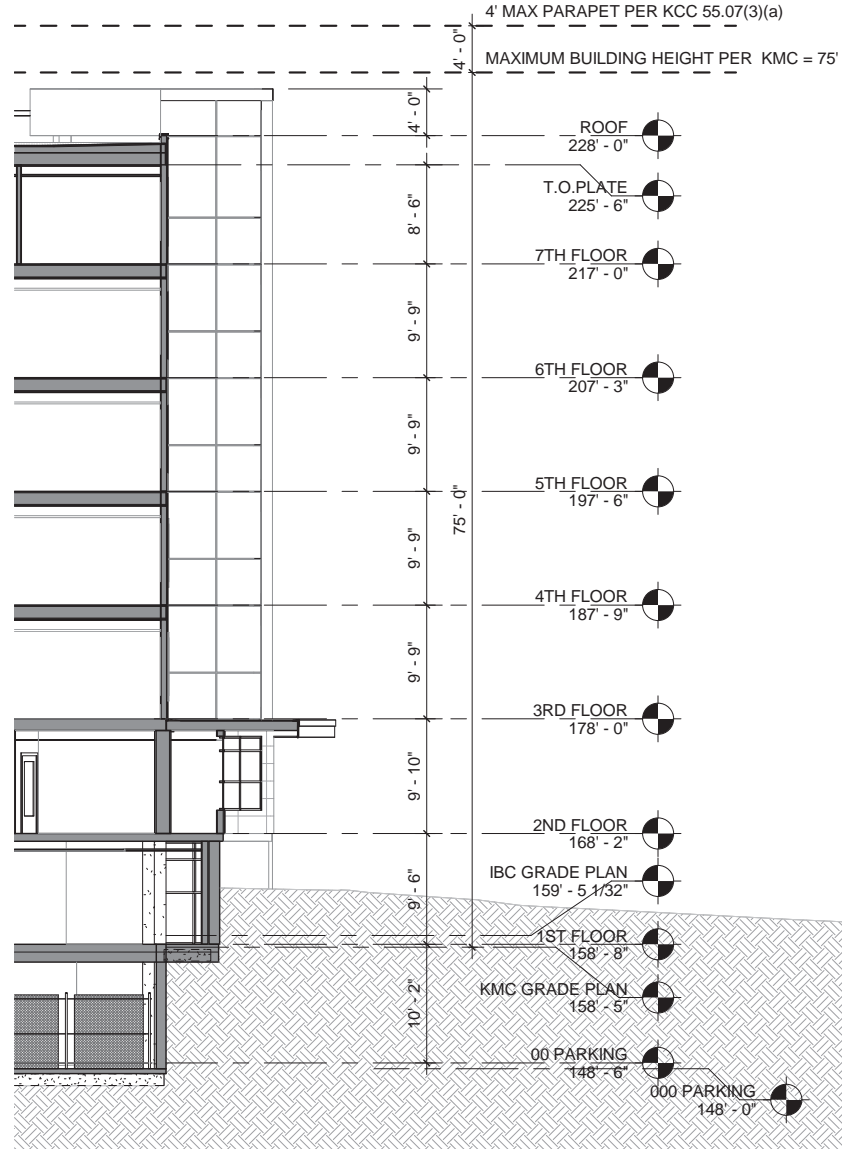 4' MAX PARAPET PER KCC 55.07(3)(a)
4' - 0"
MAXIMUM BUILDING HEIGHT PER KMC = 75'
4' - 0"
ROOF
228' - 0"
T.O.PLATE
225' - 6"
8' - 6"
7TH FLOOR
217' - 0"
9' - 9"
6TH FLOOR
207' - 3"
9' - 9"
5TH FLOOR
197' - 6"
75' - 0"
9' - 9"
4TH FLOOR
187' - 9"
9' - 9"
3RD FLOOR
178' - 0"
9' - 10"
2ND FLOOR
168' - 2"
IBC GRADE PLAN
159' - 5 1/32"
9' - 6"
1ST FLOOR
158' - 8"
KMC GRADE PLAN
158' - 5"
10' - 2"
00 PARKING
148' - 6"
000 PARKING
148' - 0"